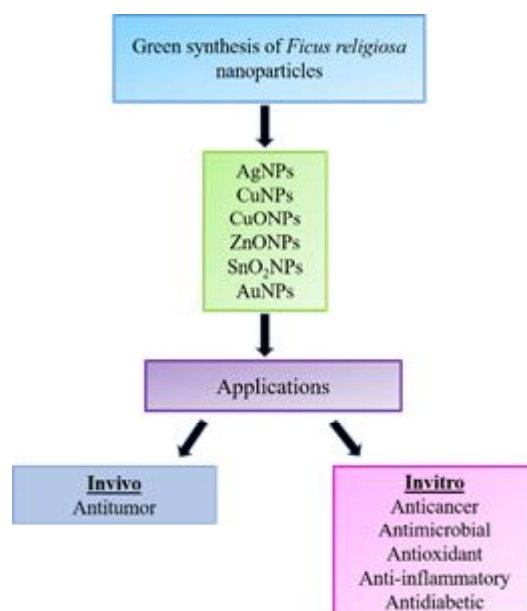 Green synthesis of Ficus religiosa
nanoparticles
AgNPs
CuNPs
CuONPs
ZnONPs
SnO₂NPs
AuNPs
Applications
Invivo
Antitumor
Invitro
Anticancer
Antimicrobial
Antioxidant
Anti-inflammatory
Antidiabetic